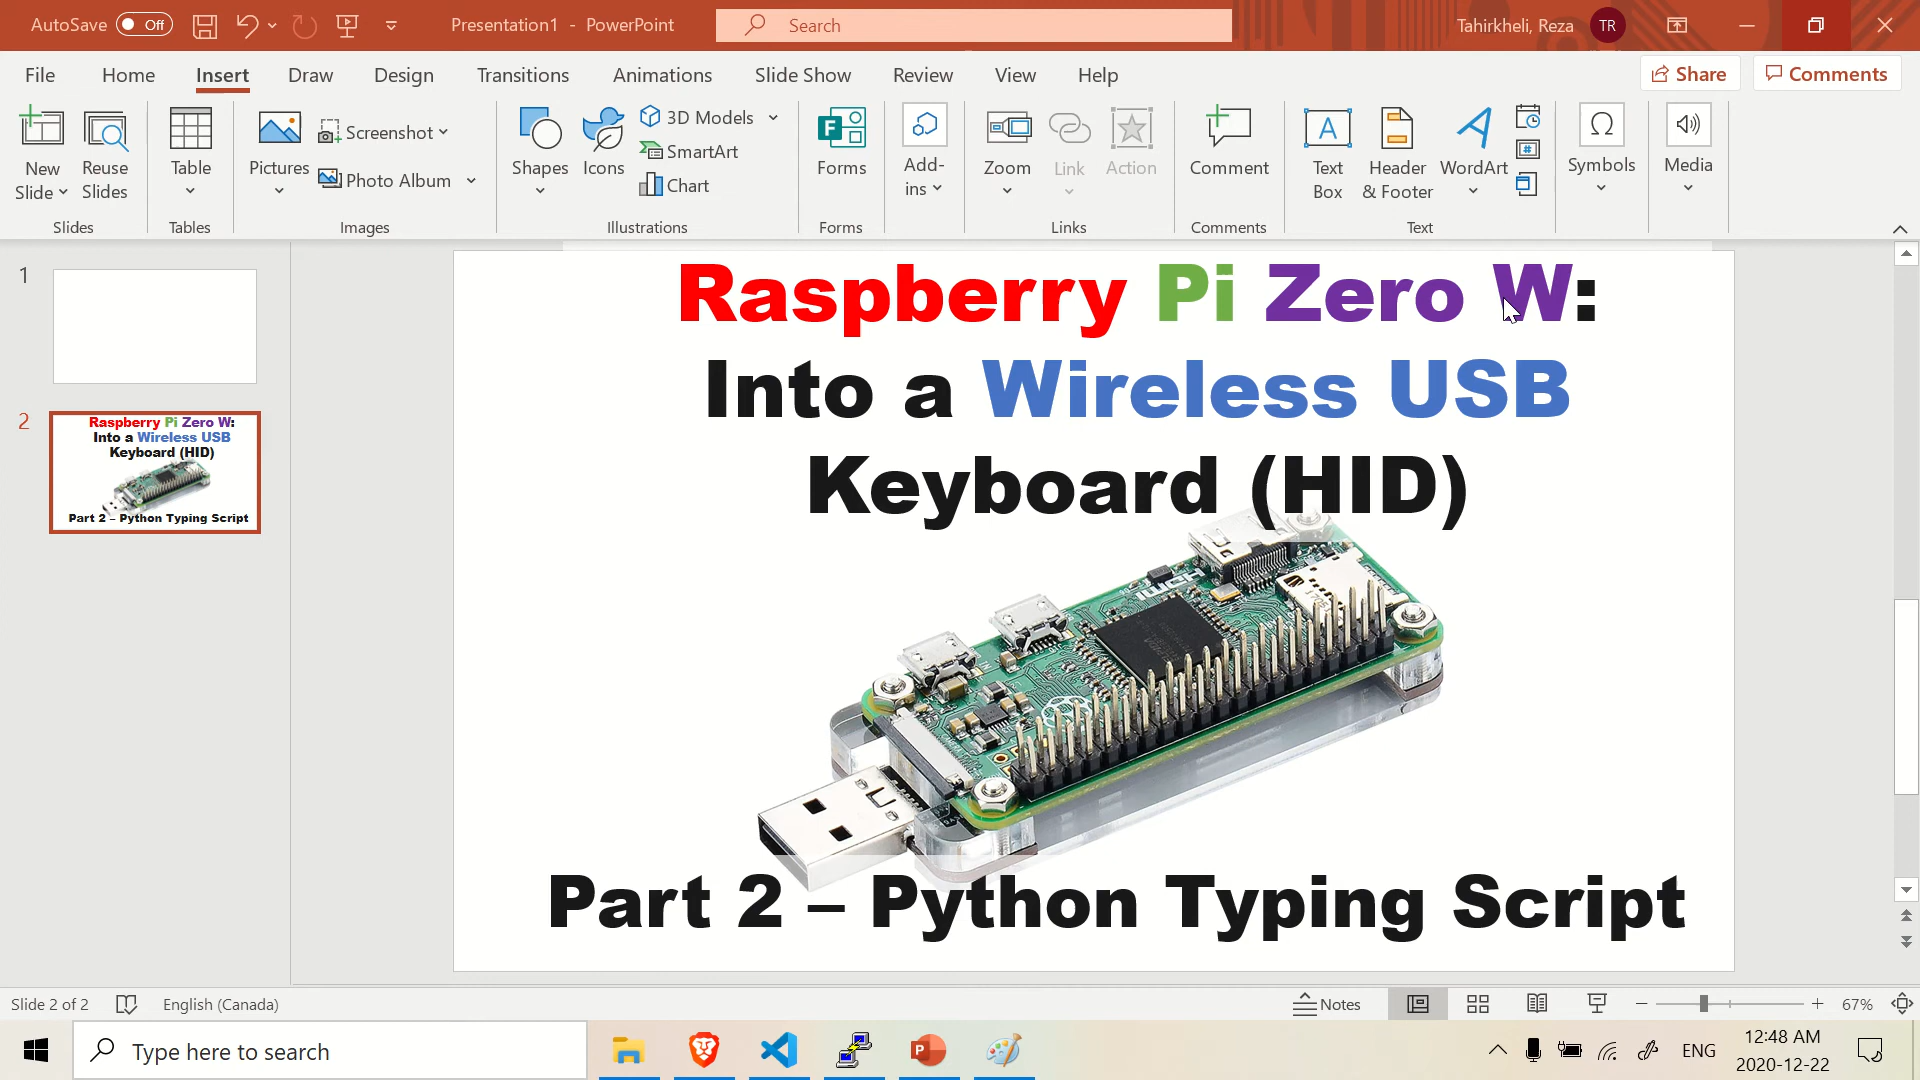 AutoSave Off Presentation1 - PowerPoint Search Tahirkheli, Reza TR
File Home Insert Draw Design Transitions Animations Slide Show Review View Help Share Comments
New Slide
Reuse Slides
Table
Pictures
Screenshot
Photo Album
Shapes
Icons
3D Models
SmartArt
Chart
Forms
Add-ins
Zoom
Link
Action
Comment
Text Box
Header & Footer
WordArt
Symbols
Media
Slides Tables Images Illustrations Forms Links Comments Text
1
2
Raspberry Pi Zero W:
Into a Wireless USB
Keyboard (HID)
Part 2 – Python Typing Script
Raspberry Pi Zero W:
Into a Wireless USB
Keyboard (HID)
HDMI
Part 2 – Python Typing Script
Slide 2 of 2 English (Canada) Notes 67%
Type here to search
ENG
12:48 AM
2020-12-22